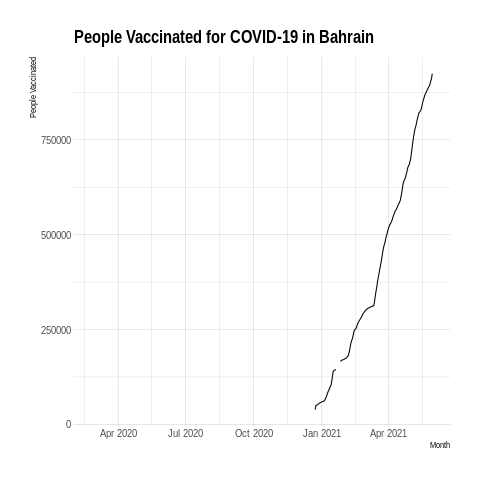 People Vaccinated for COVID-19 in Bahrain
People Vaccinated
750000
500000
250000
0
Apr 2020 Jul 2020 Oct 2020 Jan 2021 Apr 2021
Month